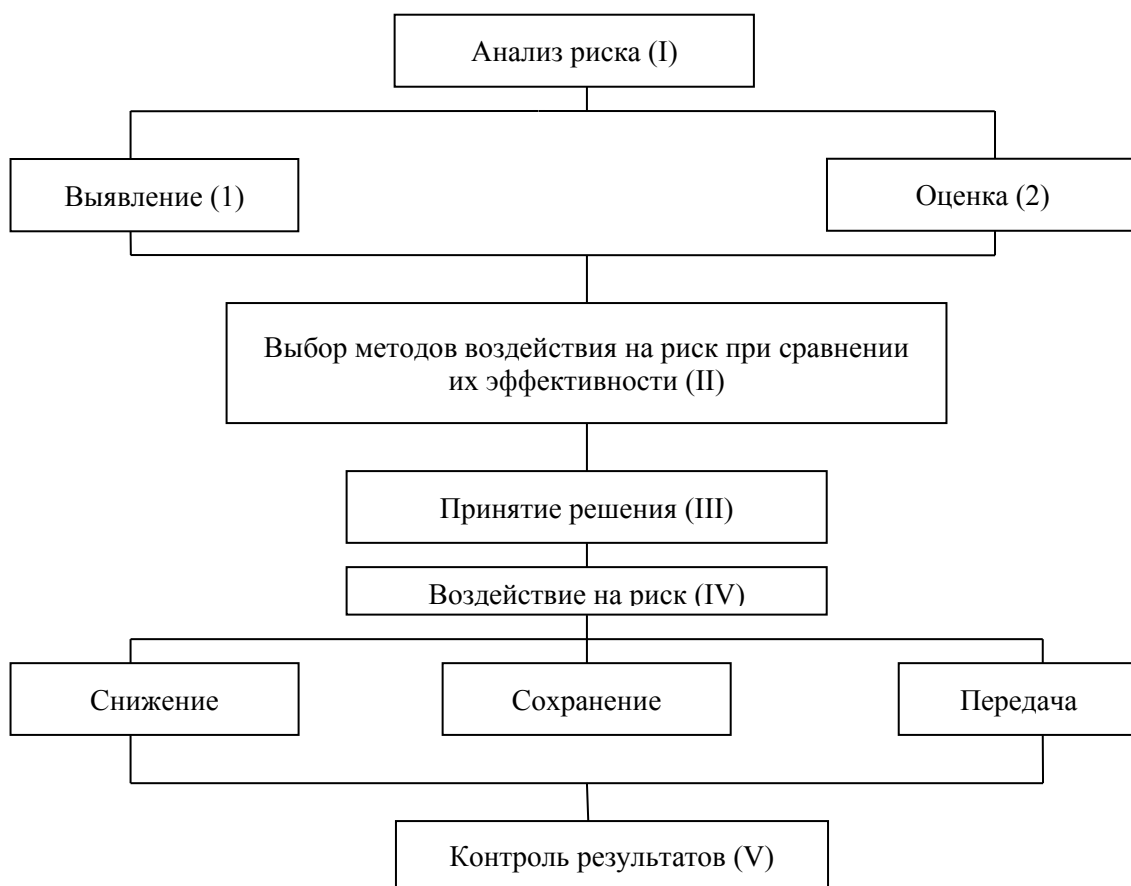 Анализ риска (I)
Выявление (1)
Оценка (2)
Выбор методов воздействия на риск при сравнении
их эффективности (II)
Принятие решения (III)
Воздействие на риск (IV)
Снижение
Сохранение
Передача
Контроль результатов (V)